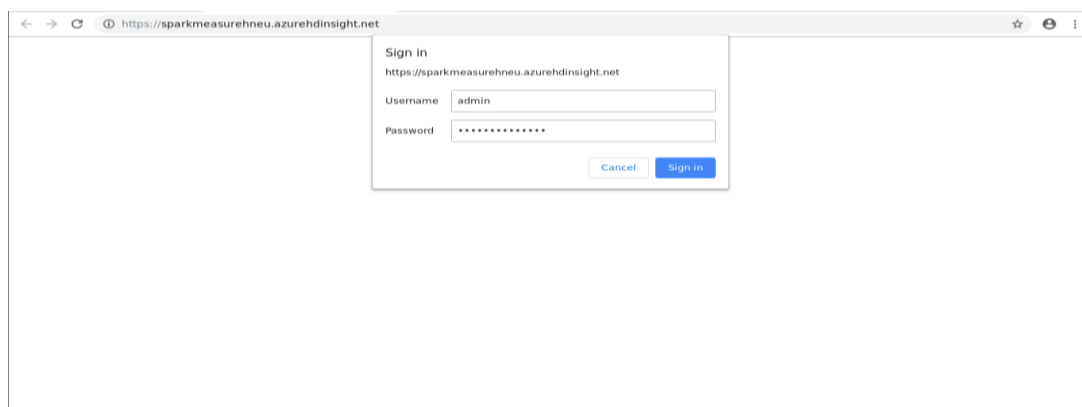 https://sparkmeasurehneu.azurehdinsight.net
Sign in
https://sparkmeasurehneu.azurehdinsight.net
Username admin
Password ••••••••••••••
Cancel Sign in